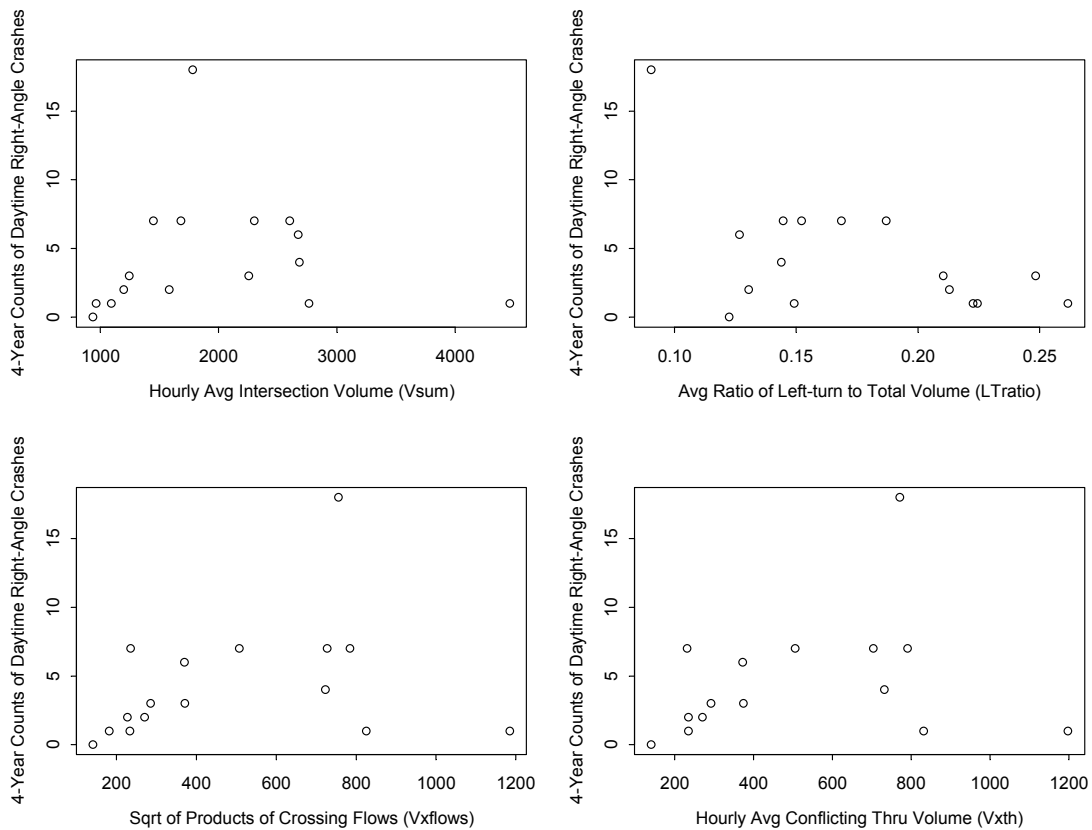 4-Year Counts of Daytime Right-Angle Crashes
15
10
5
0
1000 2000 3000 4000
Hourly Avg Intersection Volume (Vsum)
4-Year Counts of Daytime Right-Angle Crashes
15
10
5
0
0.10 0.15 0.20 0.25
Avg Ratio of Left-turn to Total Volume (LTratio)
4-Year Counts of Daytime Right-Angle Crashes
15
10
5
0
200 400 600 800 1000 1200
Sqrt of Products of Crossing Flows (Vxflows)
4-Year Counts of Daytime Right-Angle Crashes
15
10
5
0
200 400 600 800 1000 1200
Hourly Avg Conflicting Thru Volume (Vxth)